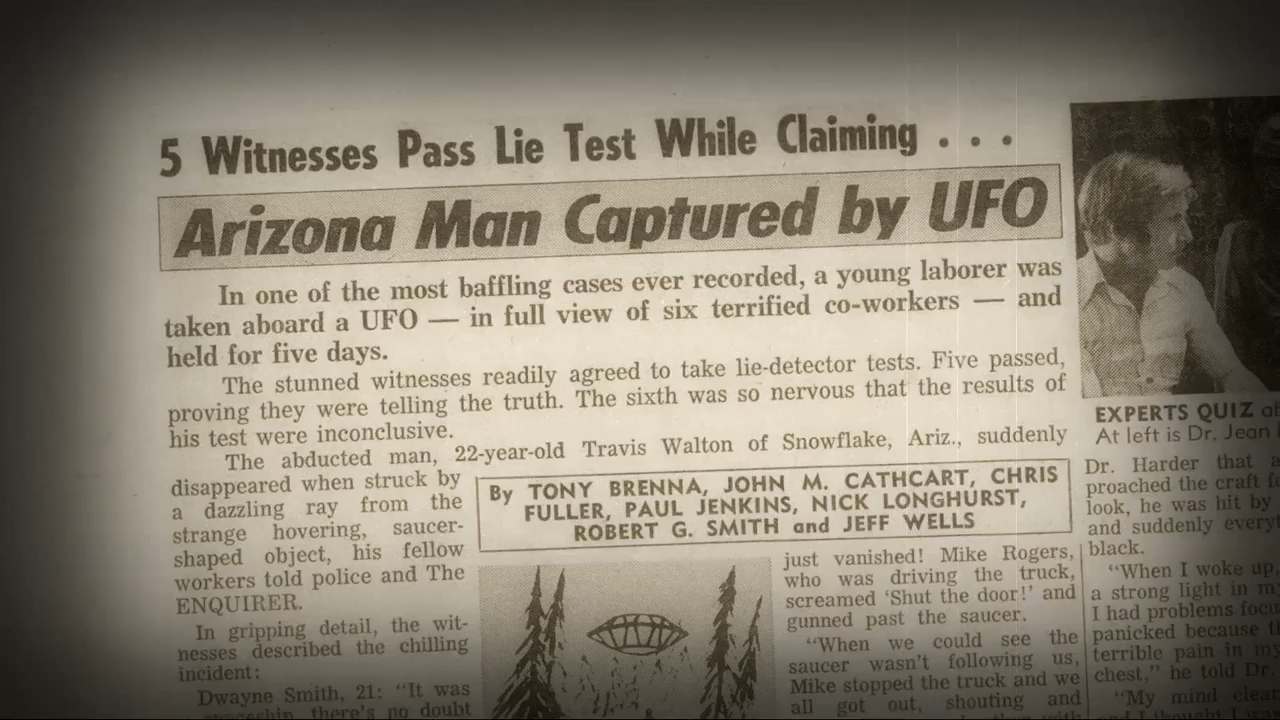 5 Witnesses Pass Lie Test While Claiming . . .
Arizona Man Captured by UFO
In one of the most baffling cases ever recorded, a young laborer was
taken aboard a UFO — in full view of six terrified co-workers — and
held for five days.
The stunned witnesses readily agreed to take lie-detector tests. Five passed,
proving they were telling the truth. The sixth was so nervous that the results of
his test were inconclusive.
The abducted man, 22-year-old Travis Walton of Snowflake, Ariz., suddenly
disappeared when struck by
a dazzling ray from the
strange hovering, saucer-
shaped object, his fellow
workers told police and The
ENQUIRER.
In gripping detail, the wit-
nesses described the chilling
incident:
Dwayne Smith, 21: “It was
there's no doubt
By TONY BRENNA, JOHN M. CATHCART, CHRIS
FULLER, PAUL JENKINS, NICK LONGHURST,
ROBERT G. SMITH and JEFF WELLS
just vanished! Mike Rogers,
who was driving the truck,
screamed ‘Shut the door!’ and
gunned past the saucer.
“When we could see the
saucer wasn't following us,
Mike stopped the truck and we
all got out, shouting and
EXPERTS QUIZ
At left is Dr. Jean
Dr. Harder that
proached the craft
look, he was hit by
and suddenly
black.
“When I woke up,
a strong light in
I had problems
panicked because
terrible pain in
chest,” he told Dr.
“My mind